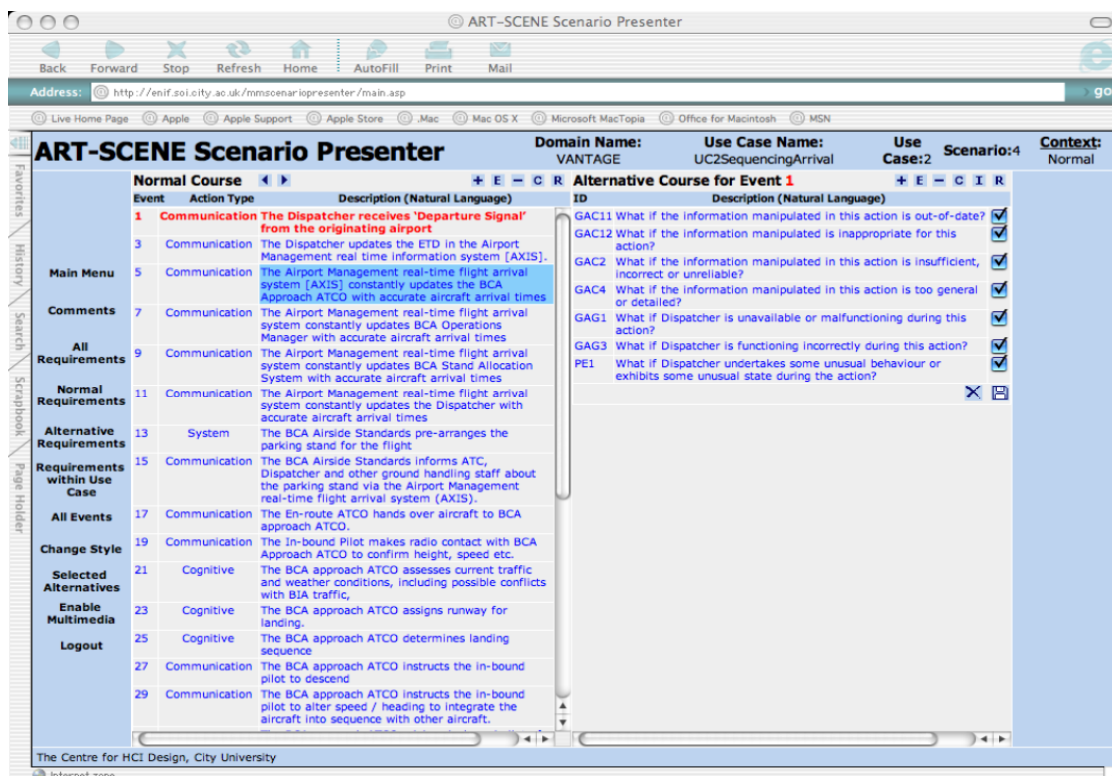 ART-SCENE Scenario Presenter
Back Forward Stop Refresh Home AutoFill Print Mail
Address: http://enif.soi.city.ac.uk/mmscenariopresenter/main.asp go
Live Home Page Apple Apple Support Apple Store .Mac Mac OS X Microsoft MacTopia Office for Macintosh MSN
Favorites
History
Search
Scrapbook
Page Holder
ART-SCENE Scenario Presenter
Domain Name:
VANTAGE
Use Case Name:
UC2SequencingArrival
Use
Case:2
Scenario:4
Context:
Normal
Main Menu
Comments
All
Requirements
Normal
Requirements
Alternative
Requirements
Requirements
within Use
Case
All Events
Change Style
Selected
Alternatives
Enable
Multimedia
Logout
Normal Course + E − C R
Event Action Type Description (Natural Language)
1 Communication The Dispatcher receives ‘Departure Signal’
from the originating airport
3 Communication The Dispatcher updates the ETD in the Airport
Management real time information system [AXIS].
5 Communication The Airport Management real-time flight arrival
system [AXIS] constantly updates the BCA
Approach ATCO with accurate aircraft arrival times
7 Communication The Airport Management real-time flight arrival
system constantly updates BCA Operations
Manager with accurate aircraft arrival times
9 Communication The Airport Management real-time flight arrival
system constantly updates BCA Stand Allocation
System with accurate aircraft arrival times
11 Communication The Airport Management real-time flight arrival
system constantly updates the Dispatcher with
accurate aircraft arrival times
13 System The BCA Airside Standards pre-arranges the
parking stand for the flight
15 Communication The BCA Airside Standards informs ATC,
Dispatcher and other ground handling staff about
the parking stand via the Airport Management
real-time flight arrival system (AXIS).
17 Communication The En-route ATCO hands over aircraft to BCA
approach ATCO.
19 Communication The In-bound Pilot makes radio contact with BCA
Approach ATCO to confirm height, speed etc.
21 Cognitive The BCA approach ATCO assesses current traffic
and weather conditions, including possible conflicts
with BIA traffic,
23 Cognitive The BCA approach ATCO assigns runway for
landing.
25 Cognitive The BCA approach ATCO determines landing
sequence
27 Communication The BCA approach ATCO instructs the in-bound
pilot to descend
29 Communication The BCA approach ATCO instructs the in-bound
pilot to alter speed / heading to integrate the
aircraft into sequence with other aircraft.
Alternative Course for Event 1 + E − C I R
ID Description (Natural Language)
GAC11 What if the information manipulated in this action is out-of-date?
GAC12 What if the information manipulated is inappropriate for this
action?
GAC2 What if the information manipulated in this action is insufficient,
incorrect or unreliable?
GAC4 What if the information manipulated in this action is too general
or detailed?
GAG1 What if Dispatcher is unavailable or malfunctioning during this
action?
GAG3 What if Dispatcher is functioning incorrectly during this action?
PE1 What if Dispatcher undertakes some unusual behaviour or
exhibits some unusual state during the action?
The Centre for HCI Design, City University
Internet zone